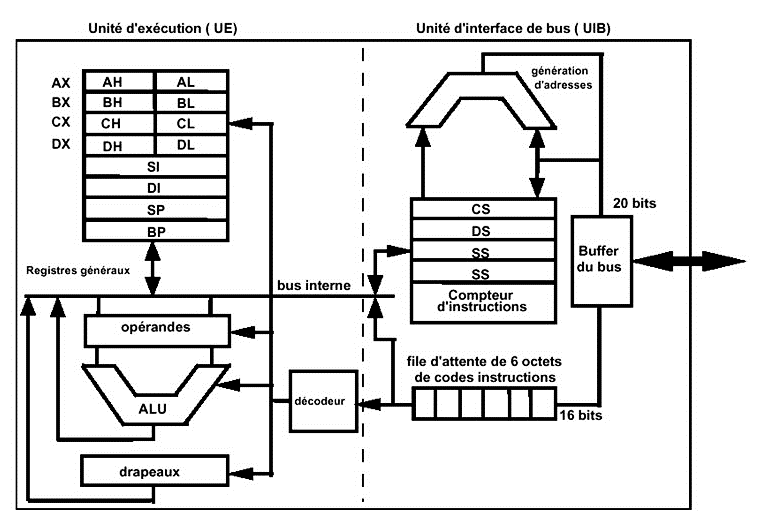 Unité d'exécution ( UE)
Unité d'interface de bus ( UIB)
AX AH AL
BX BH BL
CX CH CL
DX DH DL
SI
DI
SP
BP
Registres généraux
bus interne
opérandes
ALU
drapeaux
décodeur
génération
d'adresses
CS
DS
SS
SS
Compteur
d'instructions
20 bits
Buffer
du bus
file d'attente de 6 octets
de codes instructions
16 bits